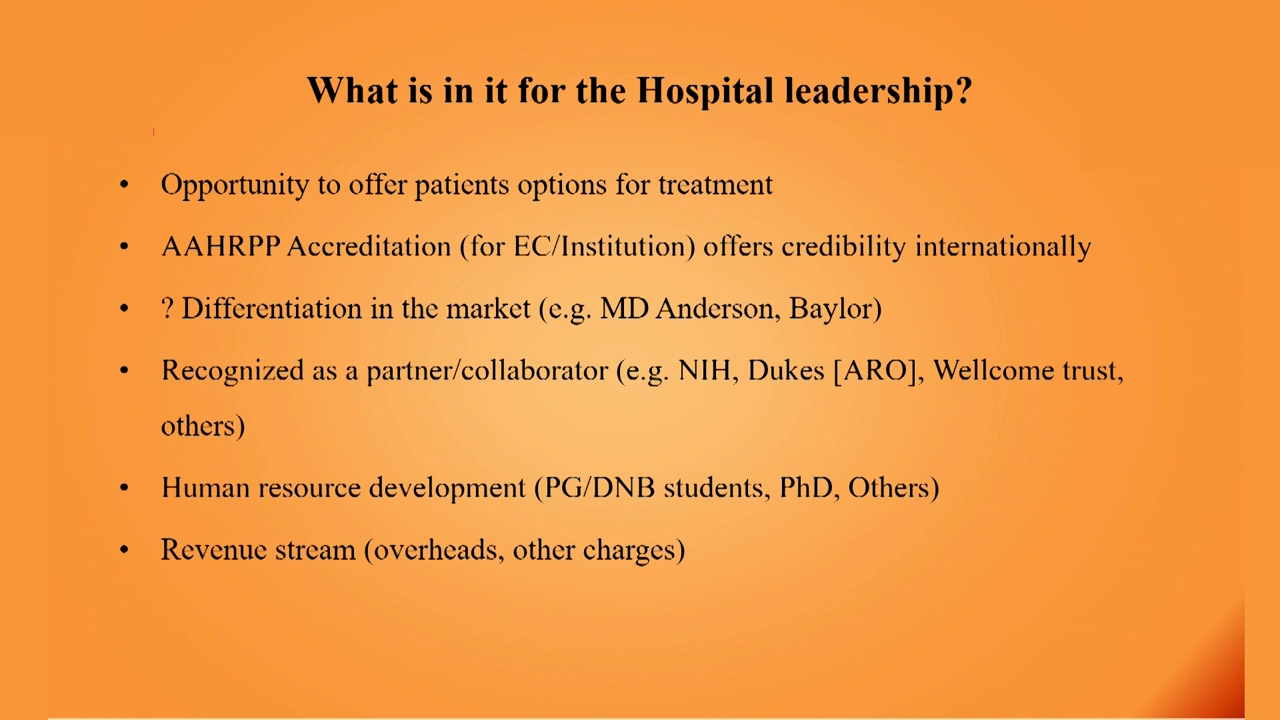 What is in it for the Hospital leadership?
• Opportunity to offer patients options for treatment
• AAHRPP Accreditation (for EC/Institution) offers credibility internationally
• ? Differentiation in the market (e.g. MD Anderson, Baylor)
• Recognized as a partner/collaborator (e.g. NIH, Dukes [ARO], Wellcome trust,
others)
• Human resource development (PG/DNB students, PhD, Others)
• Revenue stream (overheads, other charges)